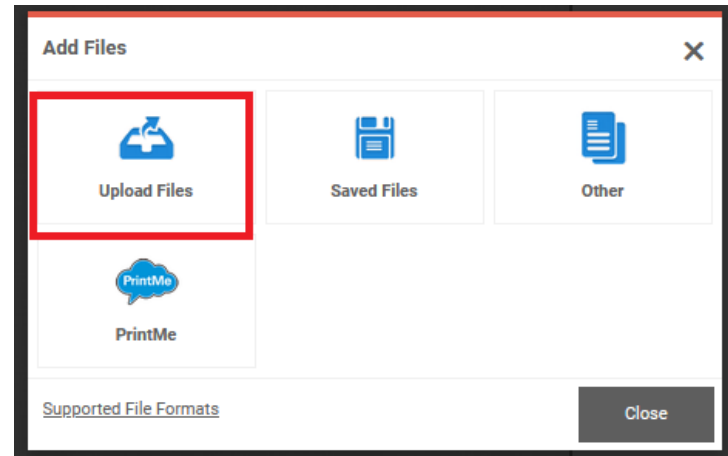 Add Files
Upload Files
Saved Files
Other
PrintMe
PrintMe
Supported File Formats
Close